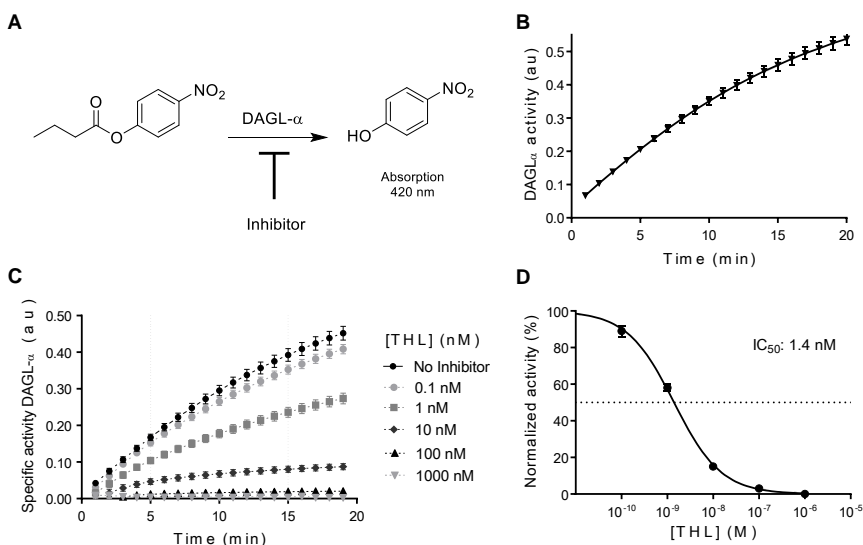 A
NO₂
O
O
DAGL-α
Inhibitor
NO₂
HO
Absorption
420 nm
B
DAGLα activity (au)
0.5
0.4
0.3
0.2
0.1
0.0
0 5 10 15 20
Time (min)
C
Specific activity DAGL-α (au)
0.50
0.40
0.30
0.20
0.10
0.00
0 5 10 15 20
Time (min)
[THL] (nM)
No Inhibitor
0.1 nM
1 nM
10 nM
100 nM
1000 nM
D
Normalized activity (%)
100
80
60
40
20
0
IC₅₀: 1.4 nM
10⁻¹⁰ 10⁻⁹ 10⁻⁸ 10⁻⁷ 10⁻⁶ 10⁻⁵
[THL] (M)